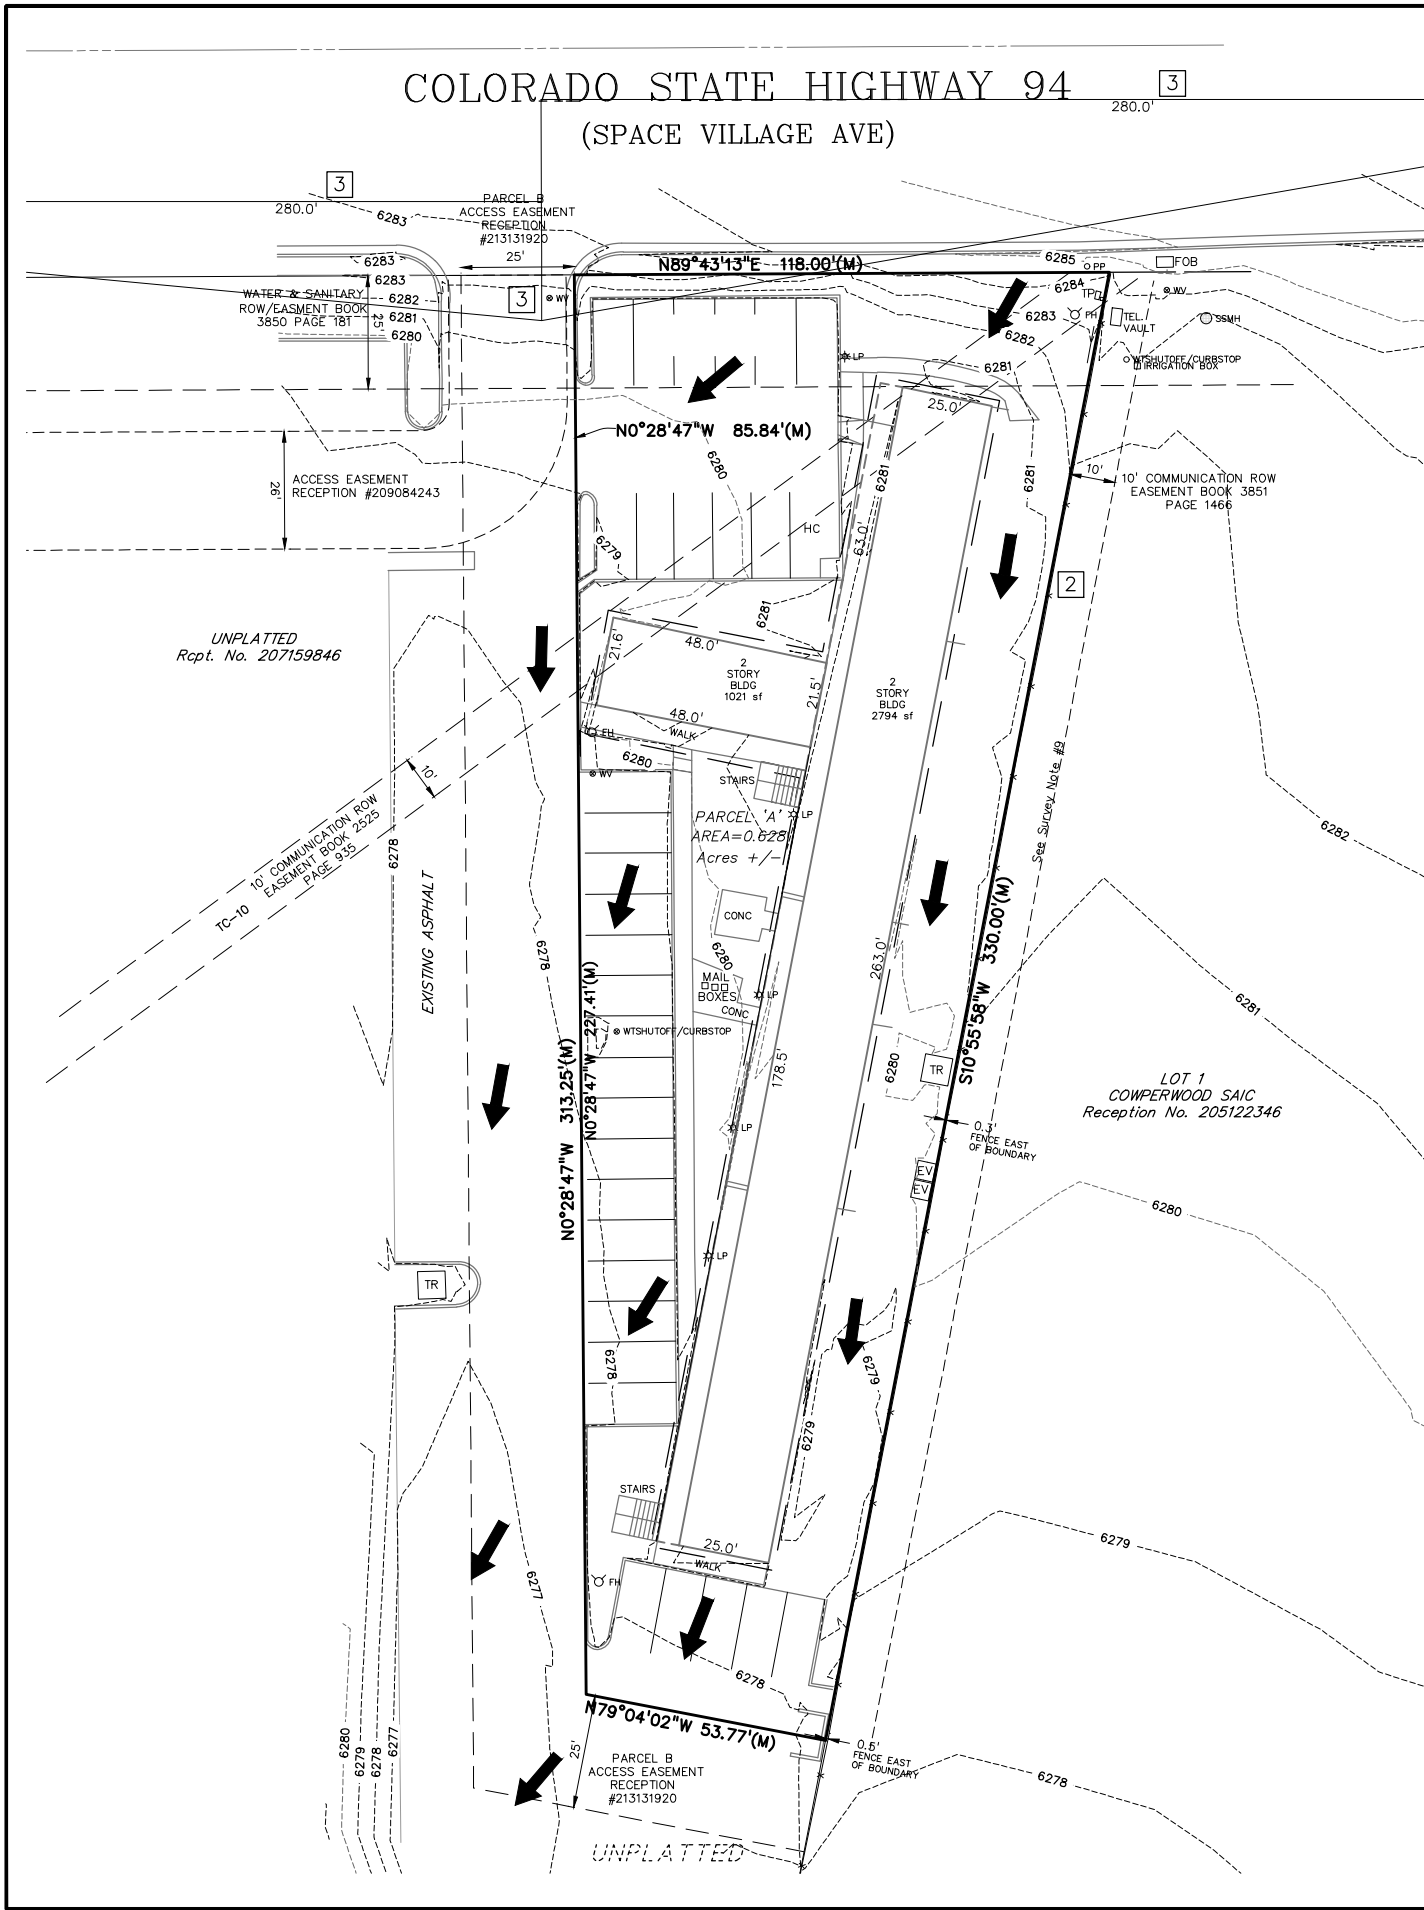 COLORADO STATE HIGHWAY 94
3
280.0'
(SPACE VILLAGE AVE)
3
280.0'
6283
PARCEL B
ACCESS EASEMENT
RECEPTION
#213131920
25'
N89°43'13"E 118.00'(M)
6285
PP
FOB
6283
6283
6282
6281
6280
WATER & SANITARY
ROW/EASMENT BOOK
3850 PAGE 181
25'
3
WV
6284
TP
WV
FH
TEL.
VAULT
SSMH
6283
6282
6281
LP
WTSHUTOFF/CURBSTOP
IRRIGATION BOX
25.0'
N0°28'47"W 85.84'(M)
6280
6281
6281
10'
10' COMMUNICATION ROW
EASEMENT BOOK 3851
PAGE 1466
26'
ACCESS EASEMENT
RECEPTION #209084243
HC
63.0'
6279
2
6281
UNPLATTED
Rcpt. No. 207159846
21.6'
48.0'
2
STORY
BLDG
1021 sf
21.5'
2
STORY
BLDG
2794 sf
48.0'
WALK
FH
6280
WV
STAIRS
See Survey Note #9
10'
LP
PARCEL 'A'
AREA=0.628
Acres +/-
6282
10' COMMUNICATION ROW
EASEMENT BOOK 2525
PAGE 935
TC-10
6278
EXISTING ASPHALT
6278
CONC
6280
263.0'
S10°55'58"W 330.00'(M)
MAIL
BOXES
LP
CONC
6281
N0°28'47"W 313.25'(M)
N0°28'47"W 227.41'(M)
WTSHUTOFF/CURBSTOP
178.5'
6280
TR
LOT 1
COWPERWOOD SAIC
Reception No. 205122346
LP
0.3'
FENCE EAST
OF BOUNDARY
EV
EV
6280
LP
TR
6278
6279
6279
STAIRS
25.0'
WALK
6279
FH
6277
6278
6280
6279
6278
6277
N79°04'02"W 53.77'(M)
25'
PARCEL B
ACCESS EASEMENT
RECEPTION
#213131920
0.5'
FENCE EAST
OF BOUNDARY
6278
UNPLATTED